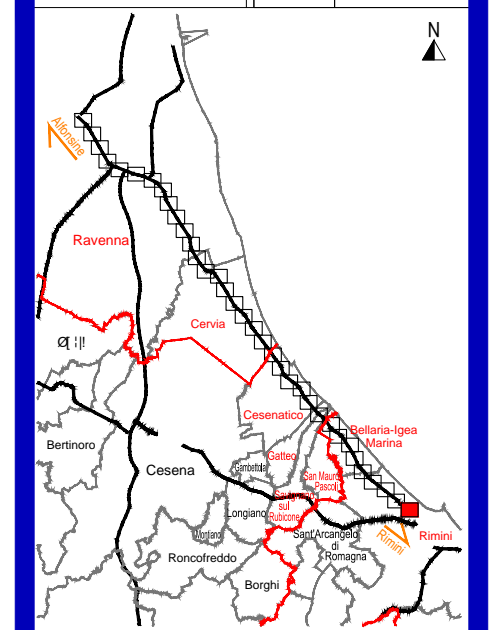 N
Alfonsine
Ravenna
Cervia
Cesenatico
Bellaria-Igea
Marina
Bertinoro
Cesena
Gambettola
Gatteo
San Mauro
Pascoli
Savignano
sul
Rubicone
Longiano
Montiano
Sant'Arcangelo
di
Romagna
Rimini
Rimini
Roncofreddo
Borghi